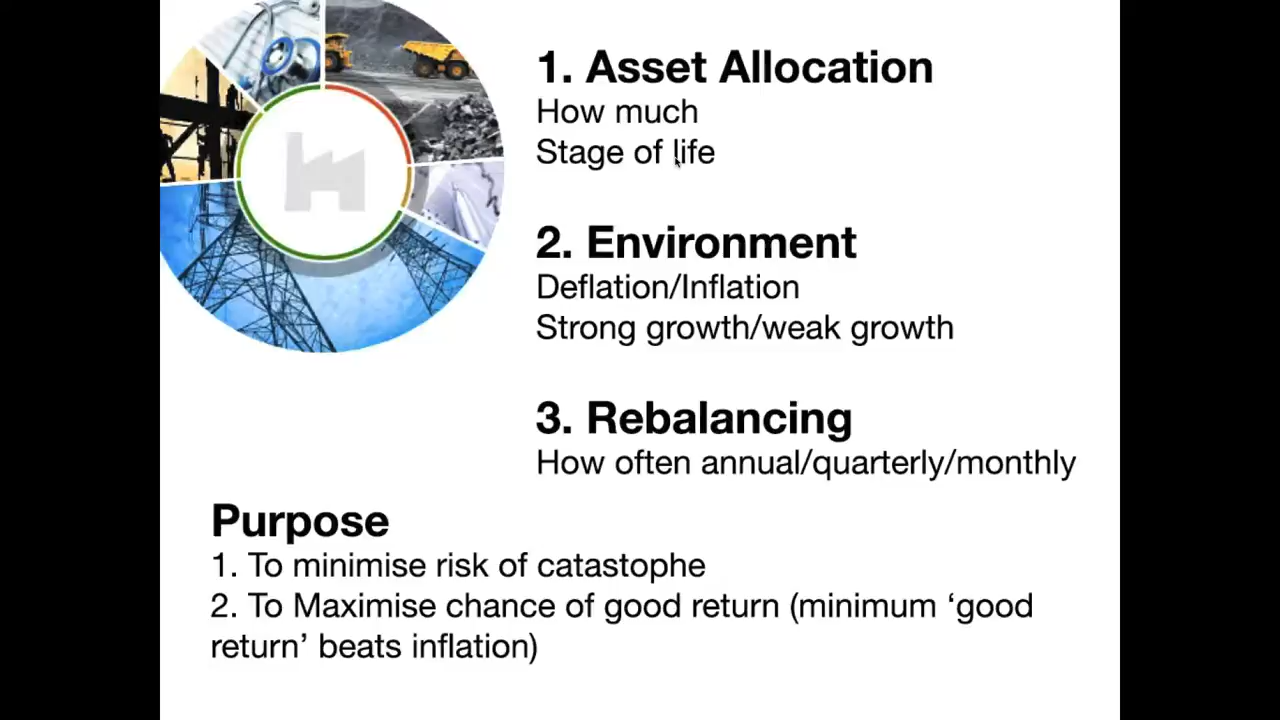 1. Asset Allocation
How much
Stage of life
2. Environment
Deflation/Inflation
Strong growth/weak growth
3. Rebalancing
How often annual/quarterly/monthly
Purpose
1. To minimise risk of catastophe
2. To Maximise chance of good return (minimum ‘good
return’ beats inflation)